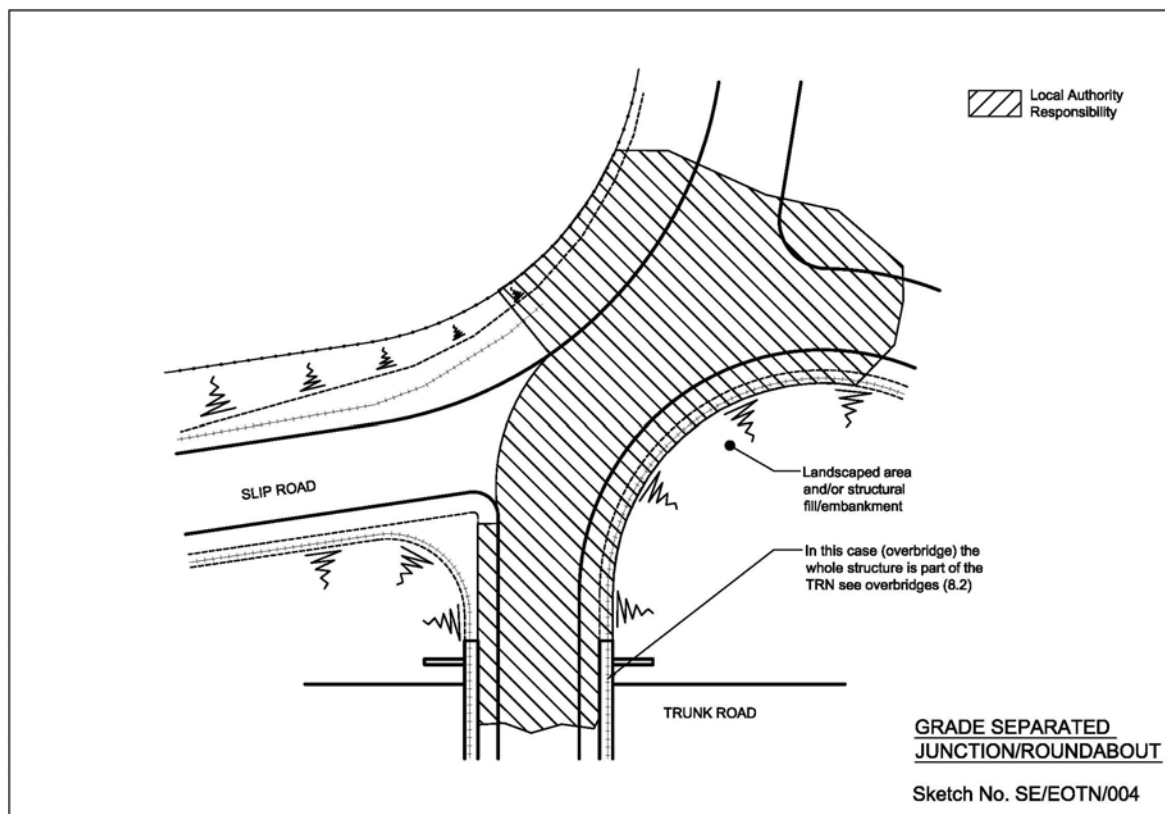 Local Authority
Responsibility
SLIP ROAD
Landscaped area
and/or structural
fill/embankment
In this case (overbridge) the
whole structure is part of the
TRN see overbridges (8.2)
TRUNK ROAD
GRADE SEPARATED
JUNCTION/ROUNDABOUT
Sketch No. SE/EOTN/004